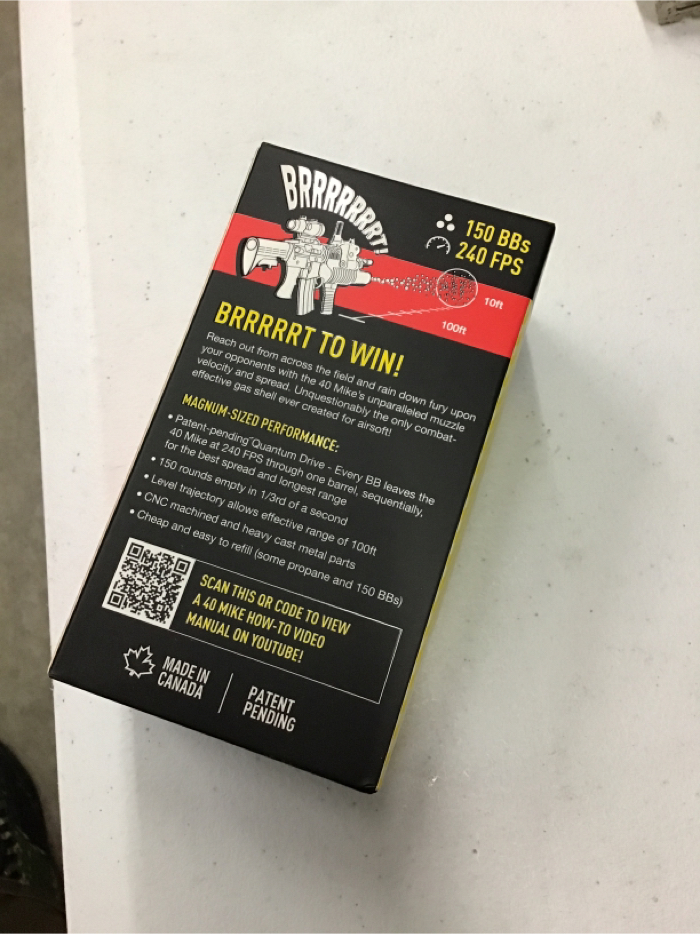 BRRRRRRRT!
150 BBs
240 FPS
10ft
100ft
BRRRRRT TO WIN!
Reach out from across the field and rain down fury upon
your opponents with the 40 Mike's unparalleled muzzle
velocity and spread. Unquestionably the only combat-
effective gas shell ever created for airsoft!
MAGNUM-SIZED PERFORMANCE:
• Patent-pending Quantum Drive - Every BB leaves the
40 Mike at 240 FPS through one barrel, sequentially,
for the best spread and longest range
• 150 rounds empty in 1/3rd of a second
• Level trajectory allows effective range of 100ft
• CNC machined and heavy cast metal parts
• Cheap and easy to refill (some propane and 150 BBs)
SCAN THIS QR CODE TO VIEW
A 40 MIKE HOW-TO VIDEO
MANUAL ON YOUTUBE!
MADE IN
CANADA
PATENT
PENDING